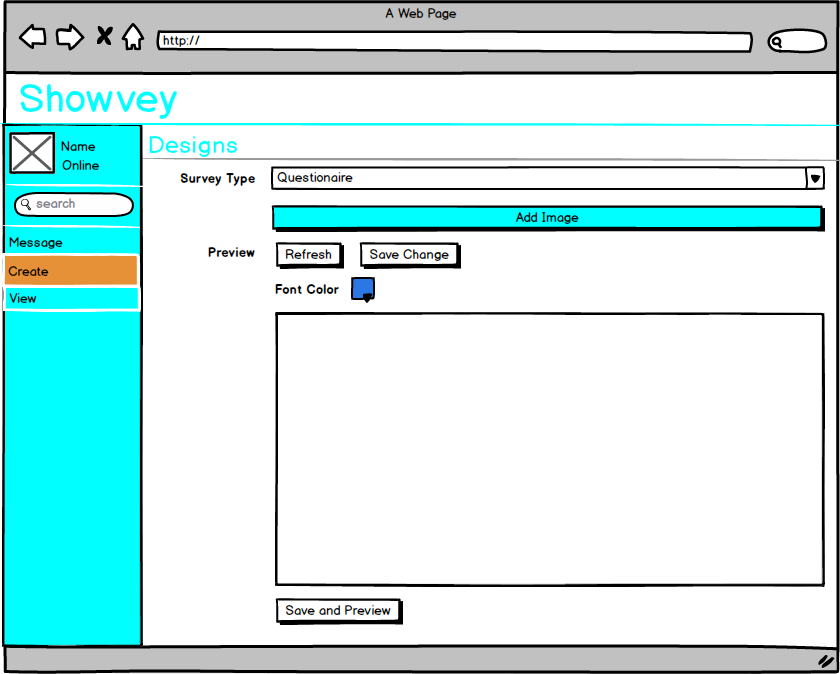 A Web Page
http://
Showvey
Name
Online
search
Message
Create
View
Designs
Survey Type
Questionaire
Add Image
Preview
Refresh
Save Change
Font Color
Save and Preview